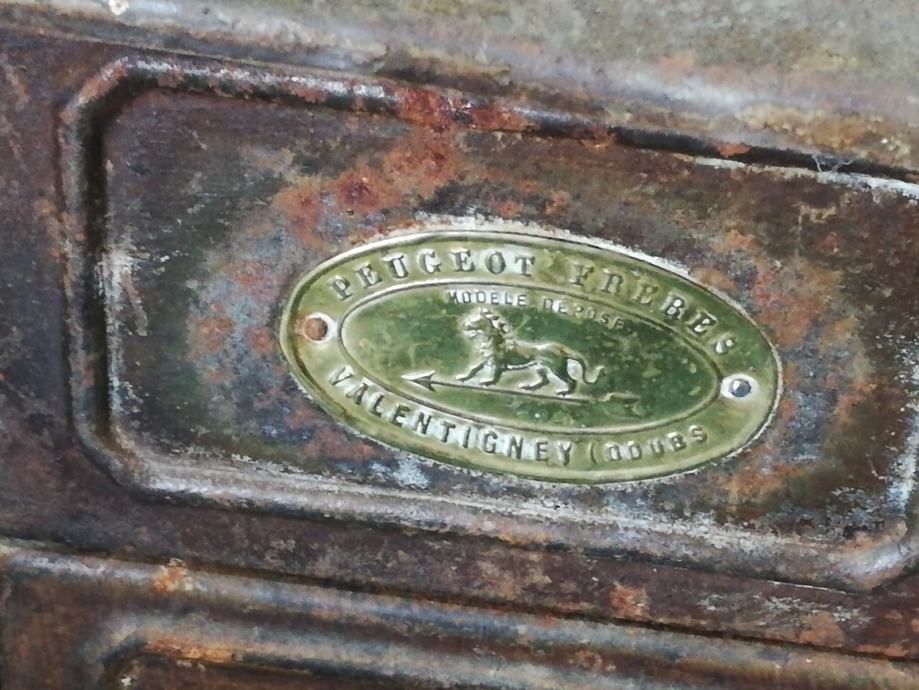 PEUGEOT FRERES
MODELE DEPOSE
VALENTIGNEY (DOUBS